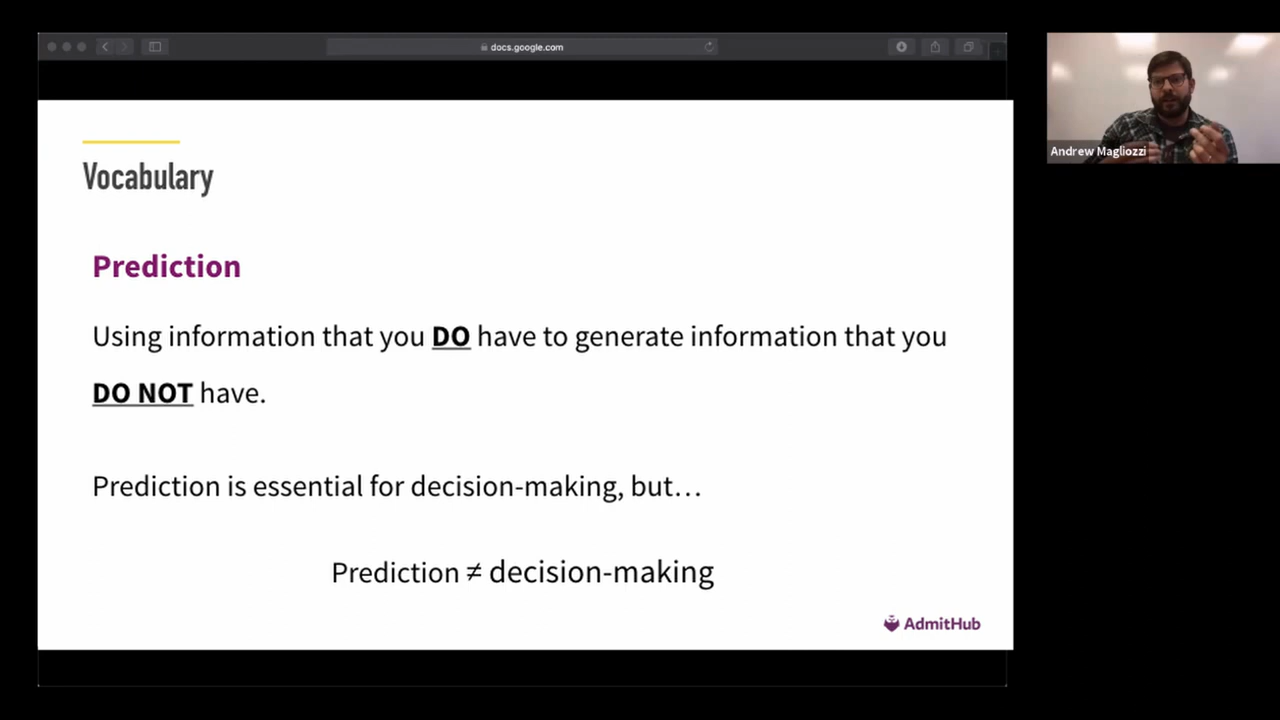 docs.google.com
Andrew Magliozzi
Vocabulary
Prediction
Using information that you DO have to generate information that you
DO NOT have.
Prediction is essential for decision-making, but…
Prediction ≠ decision-making
AdmitHub